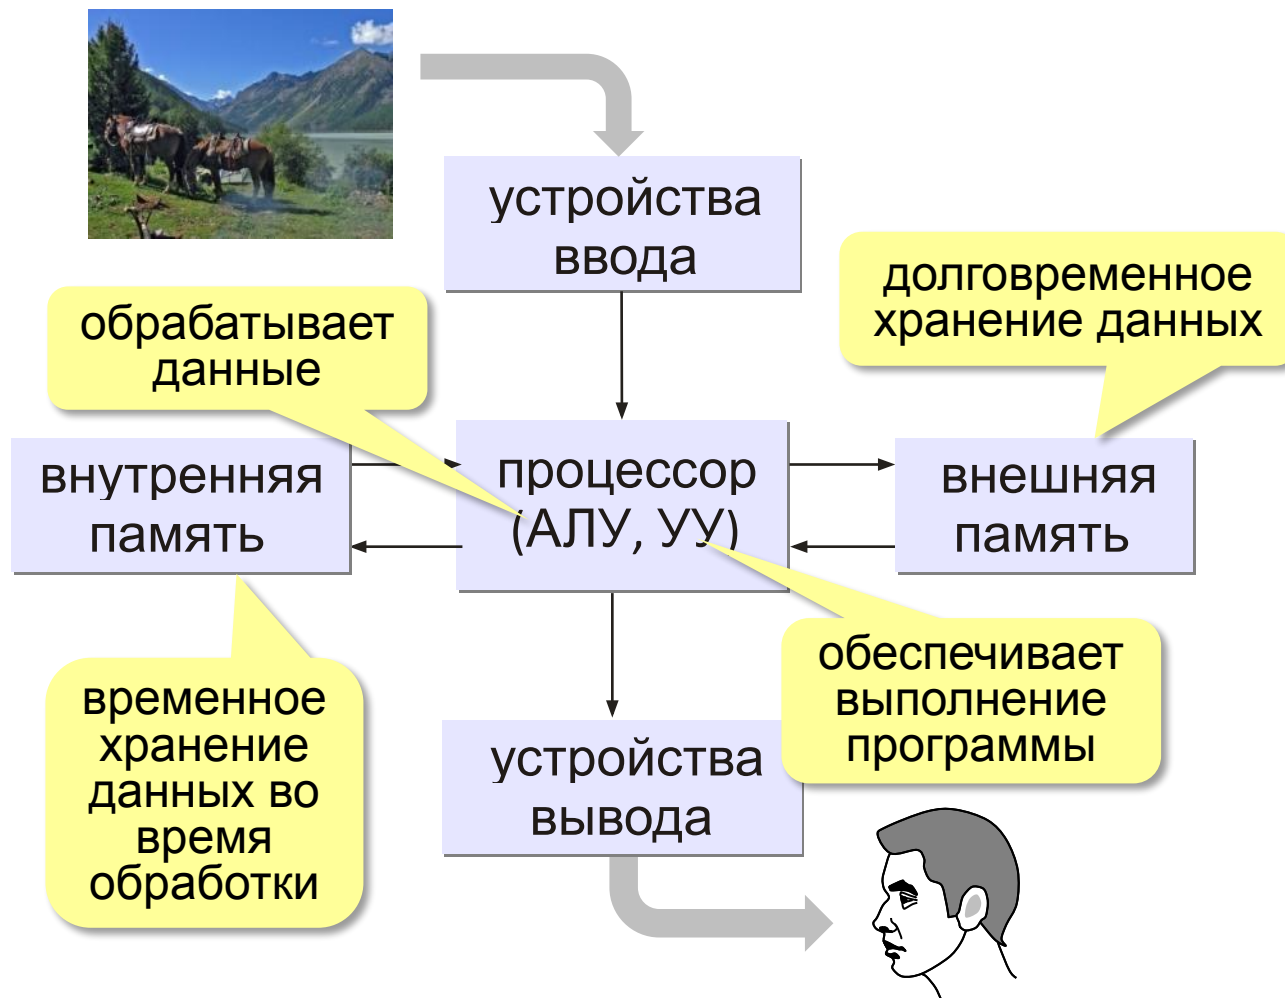 устройства
ввода
долговременное
хранение данных
обрабатывает
данные
внутренняя
память
процессор
(АЛУ, УУ)
внешняя
память
обеспечивает
выполнение
программы
временное
хранение
данных во
время
обработки
устройства
вывода